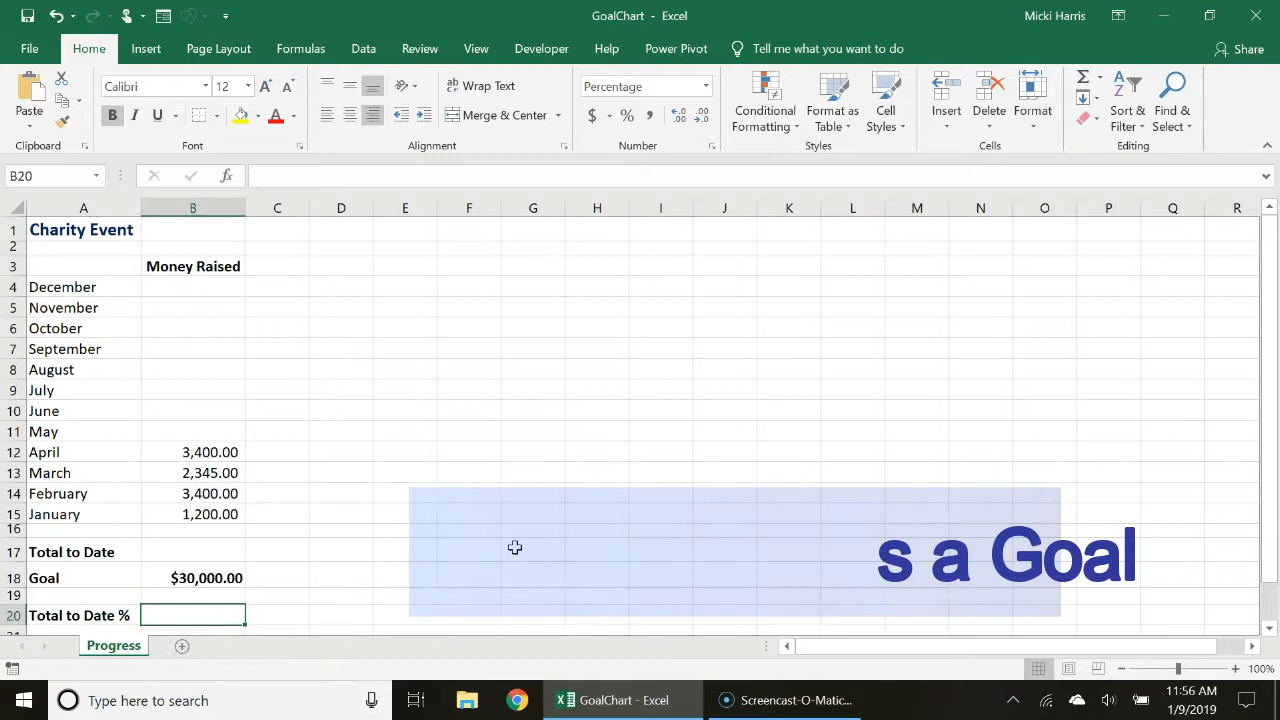 GoalChart - Excel
Micki Harris
File Home Insert Page Layout Formulas Data Review View Developer Help Power Pivot Tell me what you want to do Share
Paste
Calibri 12
Wrap Text
Percentage
B I U
Merge & Center
$ % ,
Conditional Formatting
Format as Table
Cell Styles
Insert
Delete
Format
Sort & Filter
Find & Select
Clipboard Font Alignment Number Styles Cells Editing
B20 fx
A B C D E F G H I J K L M N O P Q R
1 Charity Event
2
3 Money Raised
4 December
5 November
6 October
7 September
8 August
9 July
10 June
11 May
12 April 3,400.00
13 March 2,345.00
14 February 3,400.00
15 January 1,200.00
16
17 Total to Date
18 Goal $30,000.00
19
20 Total to Date %
21
s a Goal
Progress
100%
Type here to search
GoalChart - Excel
Screencast-O-Matic...
11:56 AM
1/9/2019